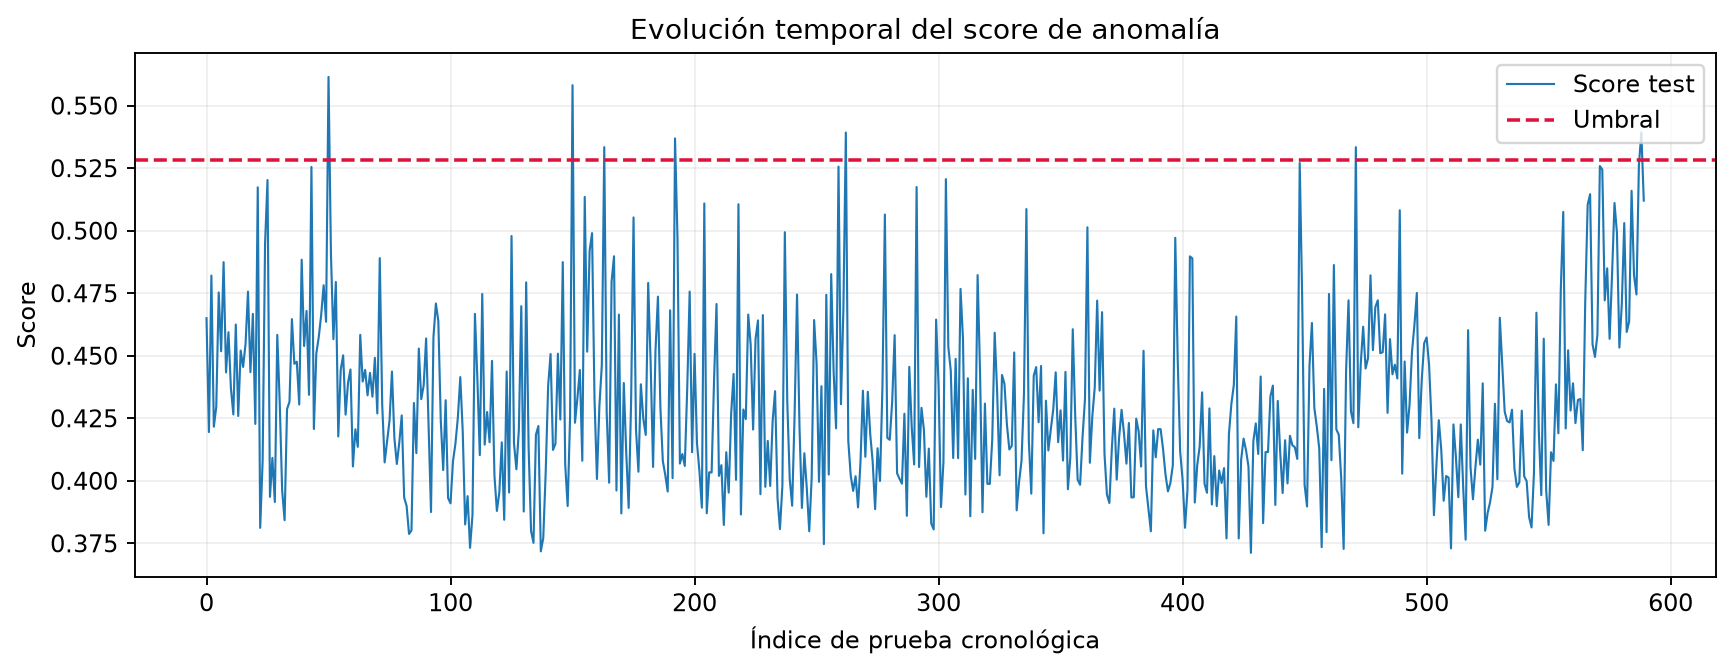 Evolución temporal del score de anomalía
Score test
Umbral
0.550
0.525
0.500
0.475
0.450
0.425
0.400
0.375
Score
0 100 200 300 400 500 600
Índice de prueba cronológica